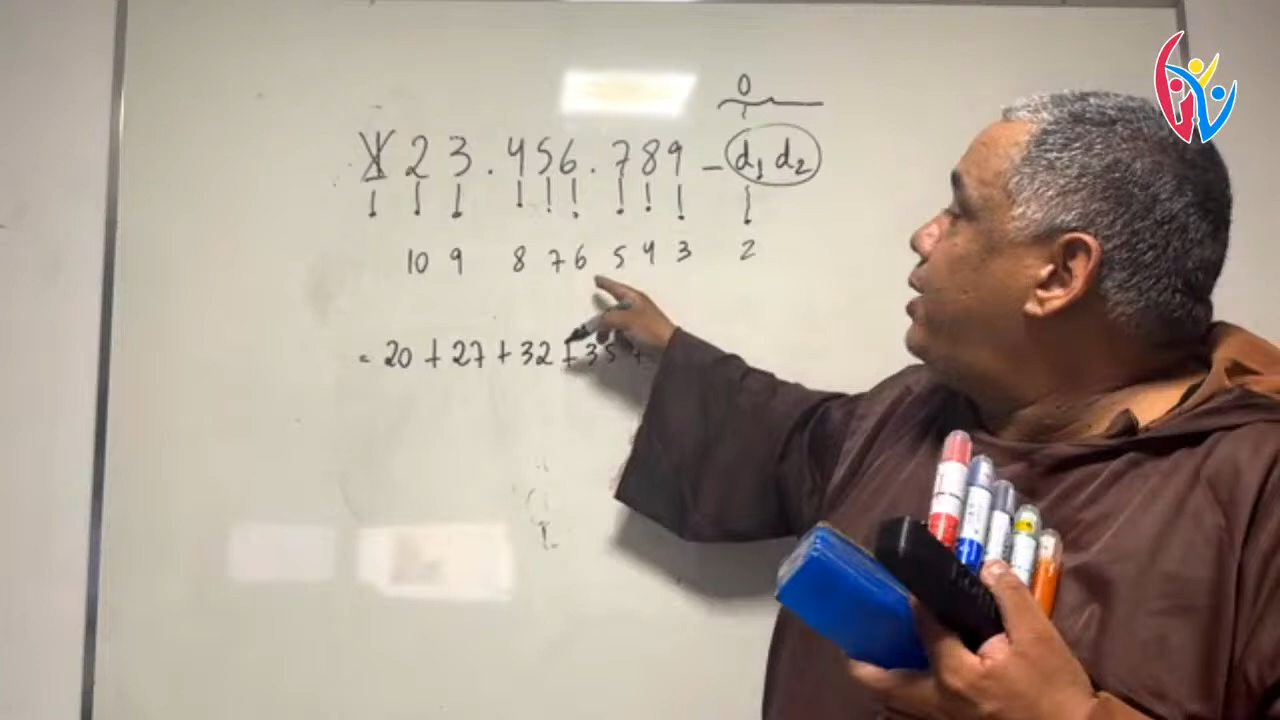 0
123.456.789-d₁ d₂
10 9 8 7 6 5 4 3 2
= 20 + 27 + 32 + 35 +